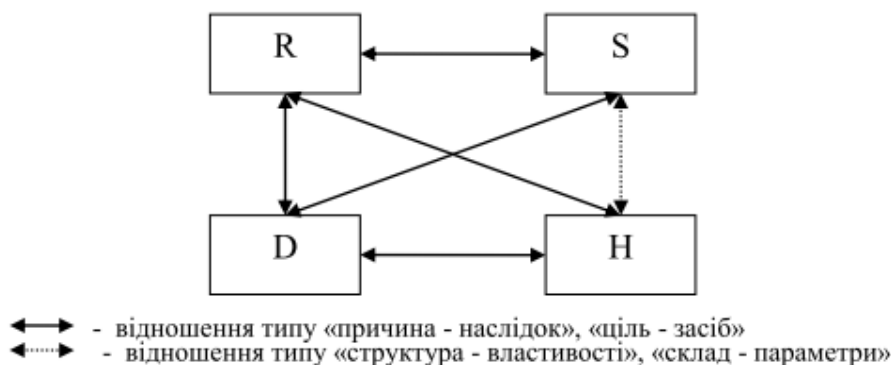 R
S
D
H
- відношення типу «причина - наслідок», «ціль - засіб»
- відношення типу «структура - властивості», «склад - параметри»